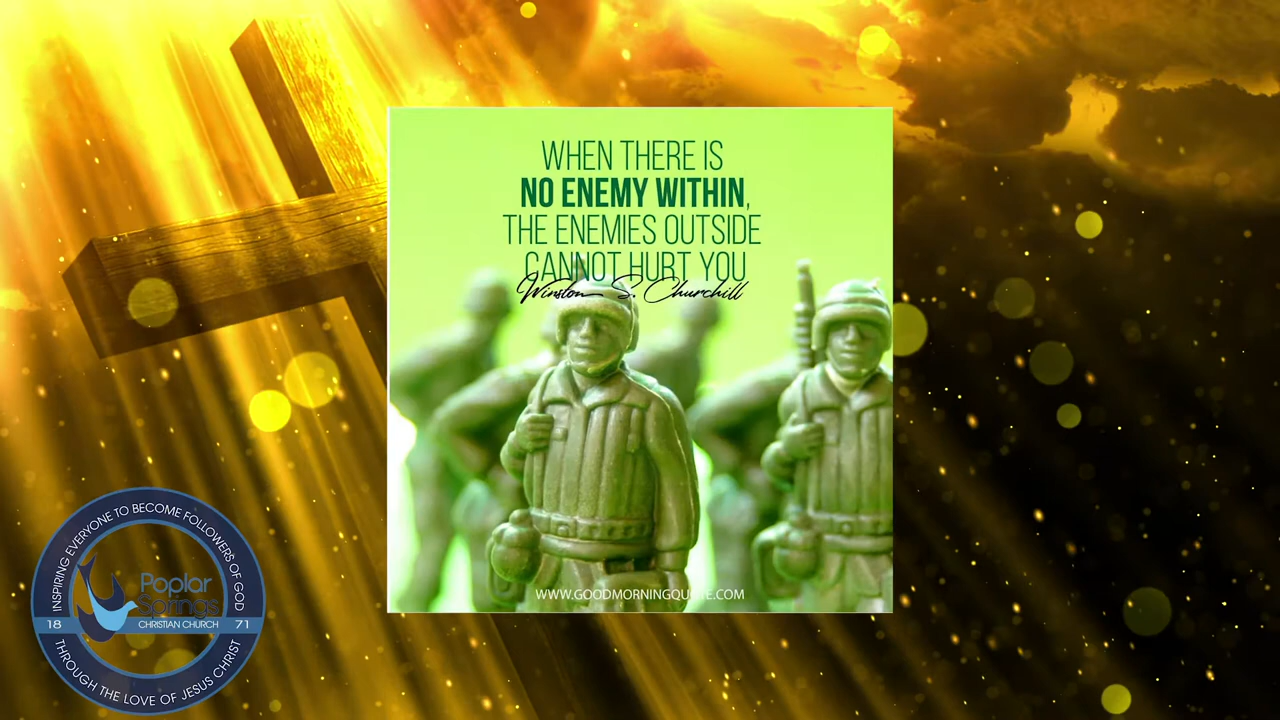 WHEN THERE IS
NO ENEMY WITHIN,
THE ENEMIES OUTSIDE
CANNOT HURT YOU
Winston S. Churchill
WWW.GOODMORNINGQUOTE.COM
INSPIRING EVERYONE TO BECOME FOLLOWERS OF GOD
Poplar
Springs
CHRISTIAN CHURCH
18 71
THROUGH THE LOVE OF JESUS CHRIST